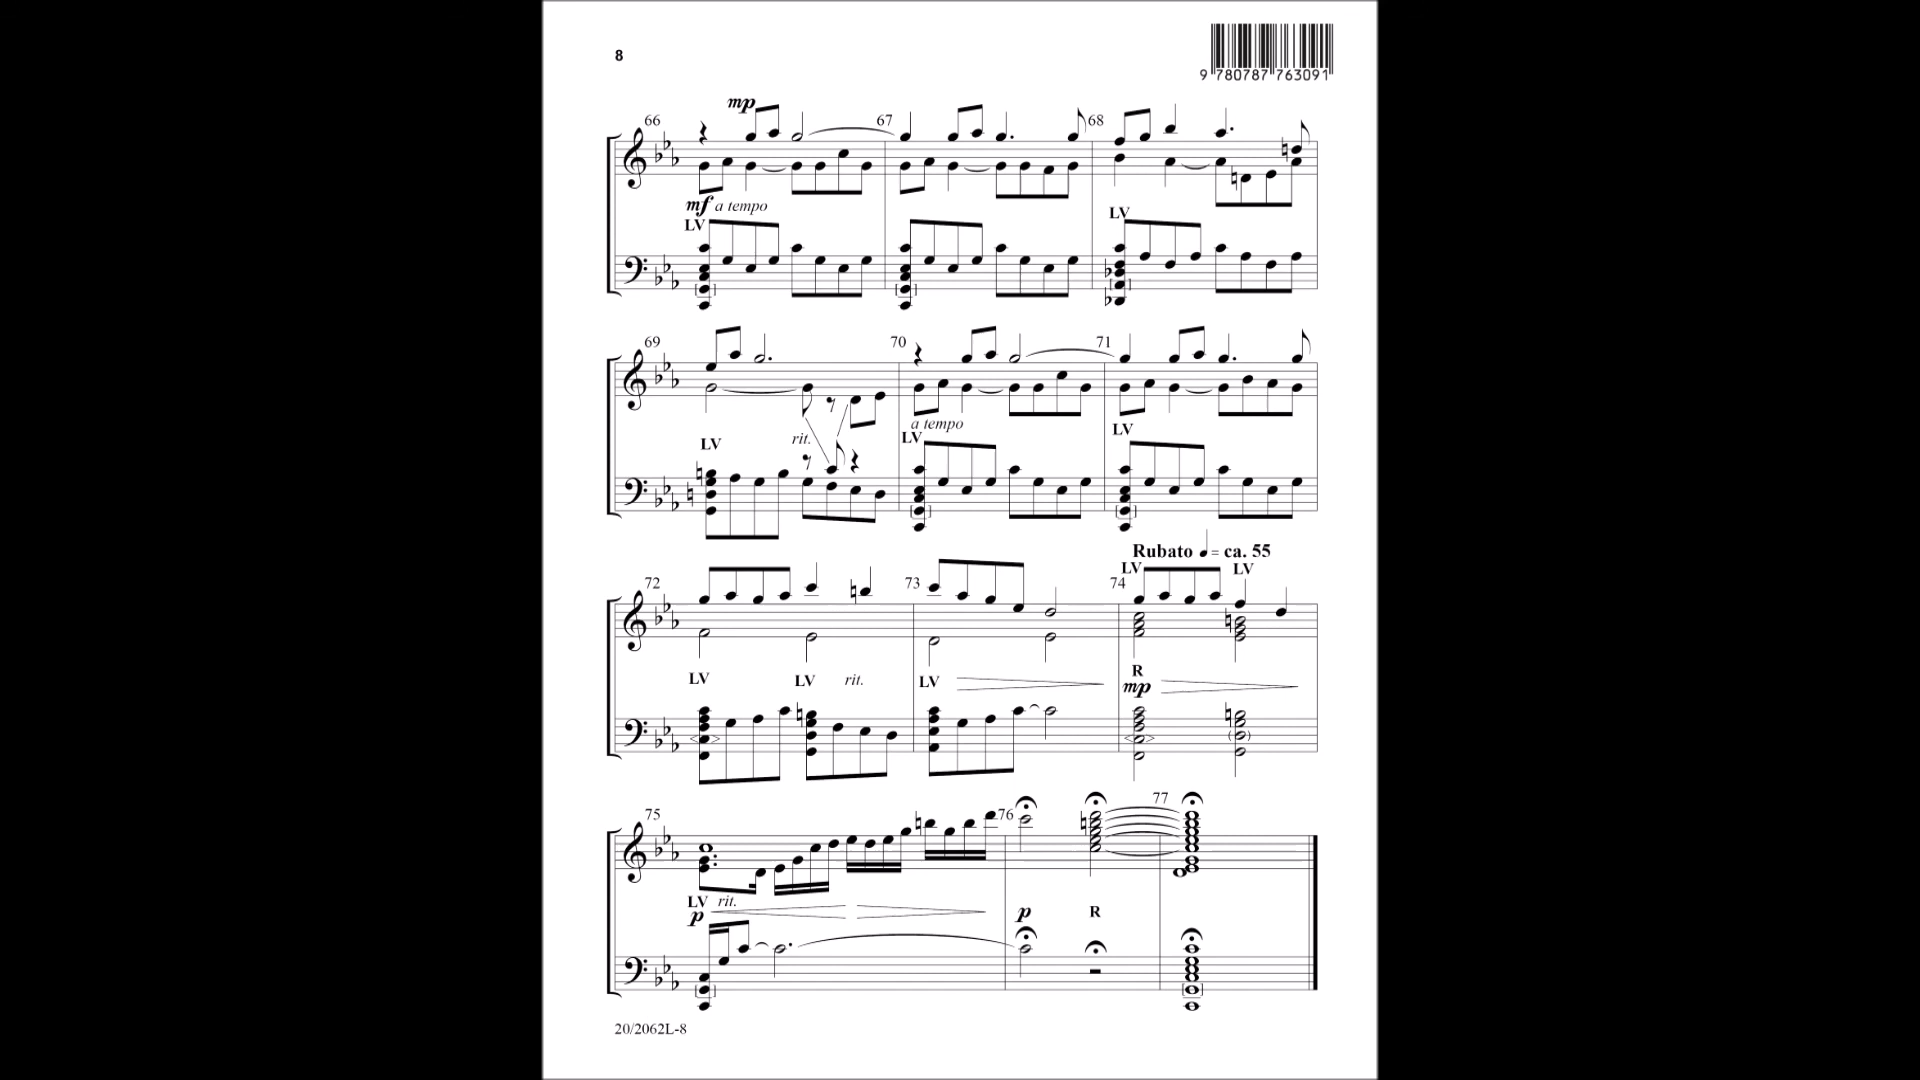 8
9 780787 763091
mp
66 67 68
mf a tempo
LV LV
69 70 71
a tempo
LV rit. LV LV
Rubato ♩ = ca. 55
LV LV
72 73 74
LV LV rit. LV R
mp
75 76 77
LV rit.
p p R
20/2062L-8